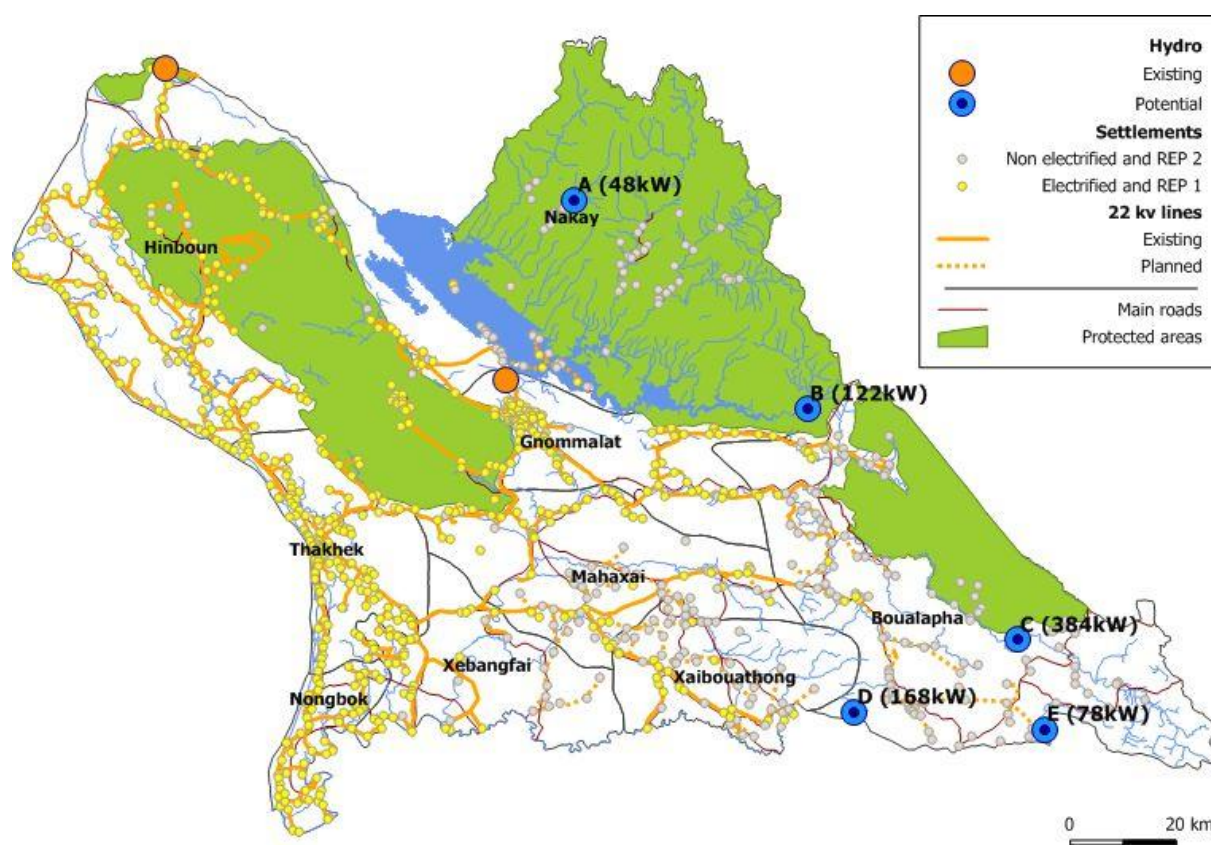 Hydro
Existing
Potential
Settlements
Non electrified and REP 2
Electrified and REP 1
22 kv lines
Existing
Planned
Main roads
Protected areas
A (48kW)
Nakay
Hinboun
B (122kW)
Gnommalat
Thakhek
Mahaxai
Boualapha
C (384kW)
Xebangfai
Xaibouathong
Nongbok
D (168kW)
E (78kW)
0 20 km